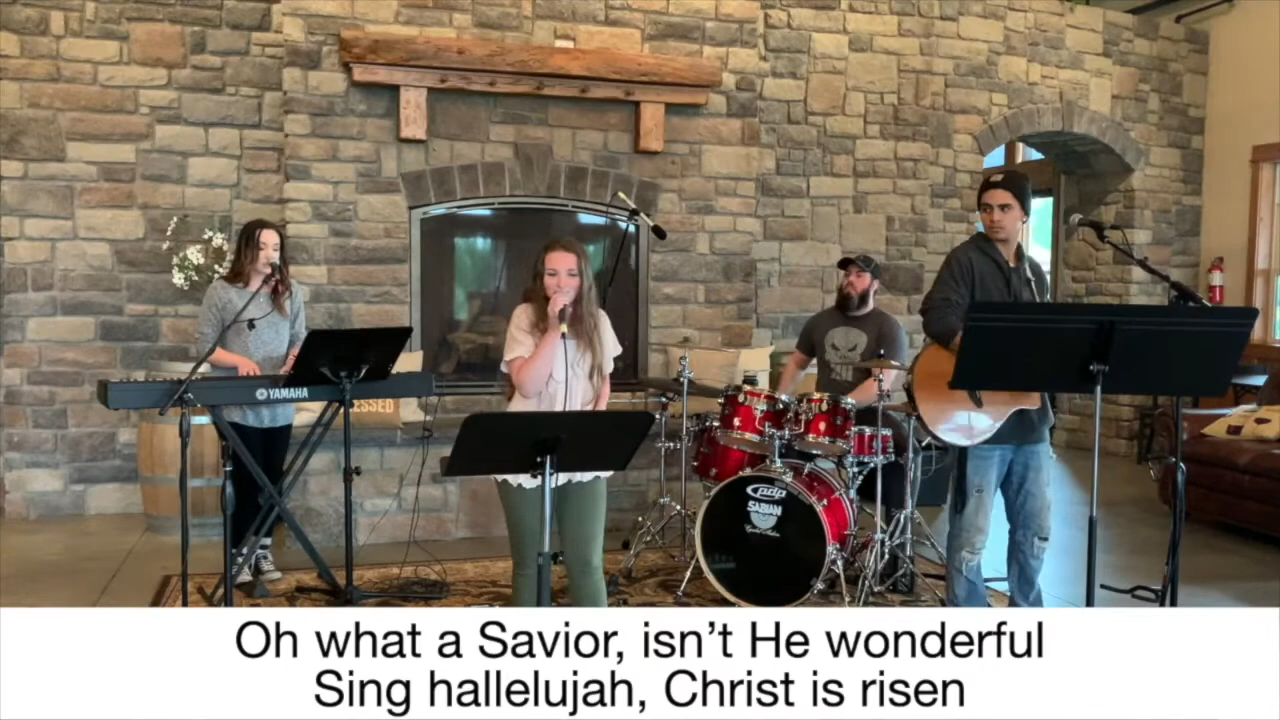 YAMAHA
ESSED
pdp
SABIAN
Oh what a Savior, isn't He wonderful
Sing hallelujah, Christ is risen